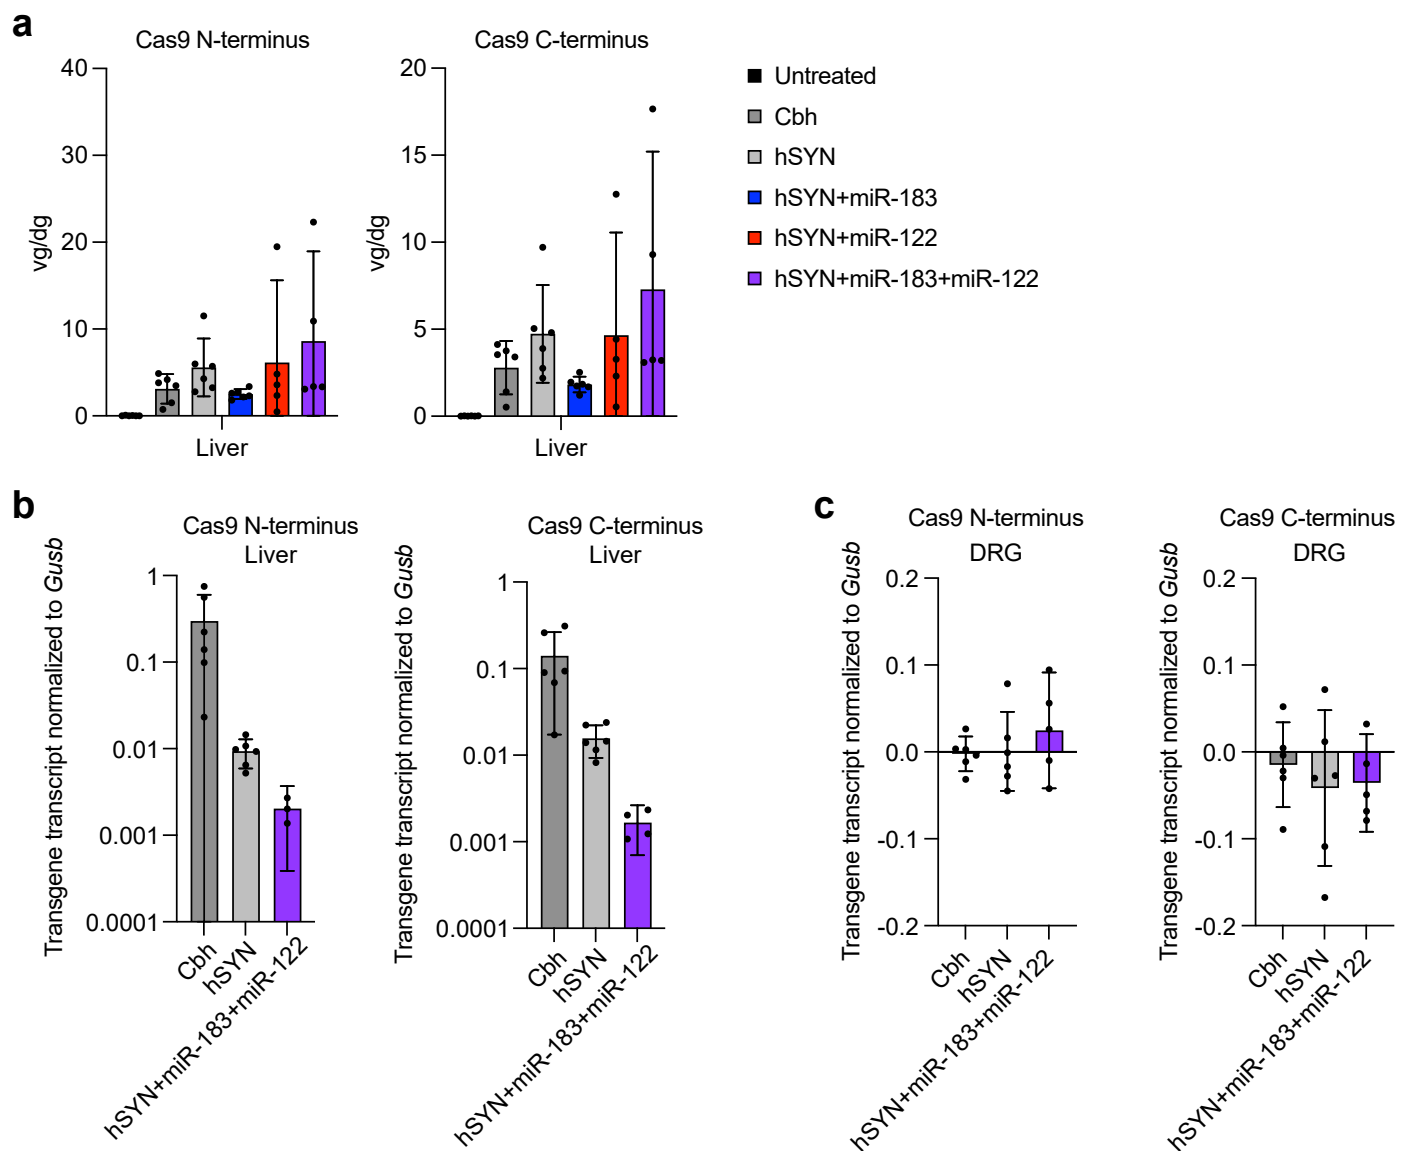 a
Cas9 N-terminus
Cas9 C-terminus
vg/dg
40
30
20
10
0
Liver
vg/dg
20
15
10
5
0
Liver
Untreated
Cbh
hSYN
hSYN+miR-183
hSYN+miR-122
hSYN+miR-183+miR-122
b
Cas9 N-terminus
Liver
Transgene transcript normalized to Gusb
1
0.1
0.01
0.001
0.0001
Cbh
hSYN
hSYN+miR-183+miR-122
Cas9 C-terminus
Liver
Transgene transcript normalized to Gusb
1
0.1
0.01
0.001
0.0001
Cbh
hSYN
hSYN+miR-183+miR-122
c
Cas9 N-terminus
DRG
Transgene transcript normalized to Gusb
0.2
0.1
0.0
-0.1
-0.2
Cbh
hSYN
hSYN+miR-183+miR-122
Cas9 C-terminus
DRG
Transgene transcript normalized to Gusb
0.2
0.1
0.0
-0.1
-0.2
Cbh
hSYN
hSYN+miR-183+miR-122